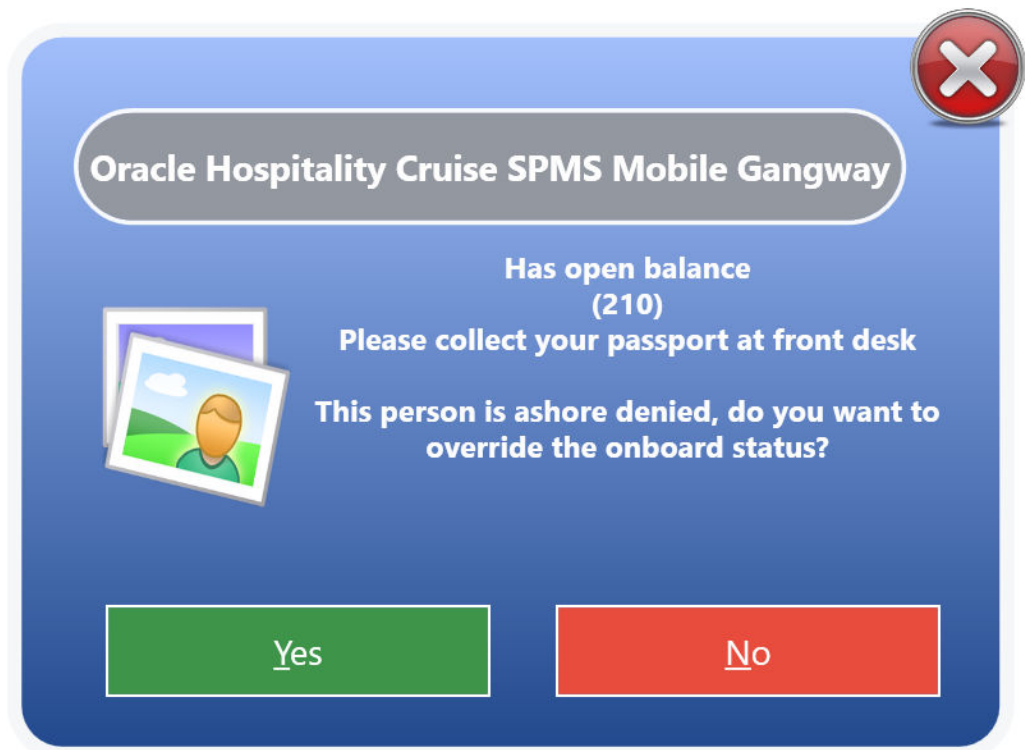 Oracle Hospitality Cruise SPMS Mobile Gangway
Has open balance
(210)
Please collect your passport at front desk
This person is ashore denied, do you want to
override the onboard status?
Yes
No